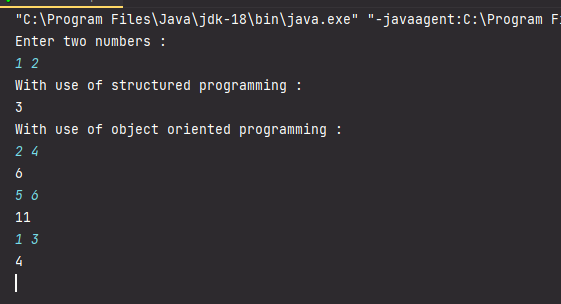 "C:\Program Files\Java\jdk-18\bin\java.exe" "-javaagent:C:\Program Fi
Enter two numbers :
1 2
With use of structured programming :
3
With use of object oriented programming :
2 4
6
5 6
11
1 3
4